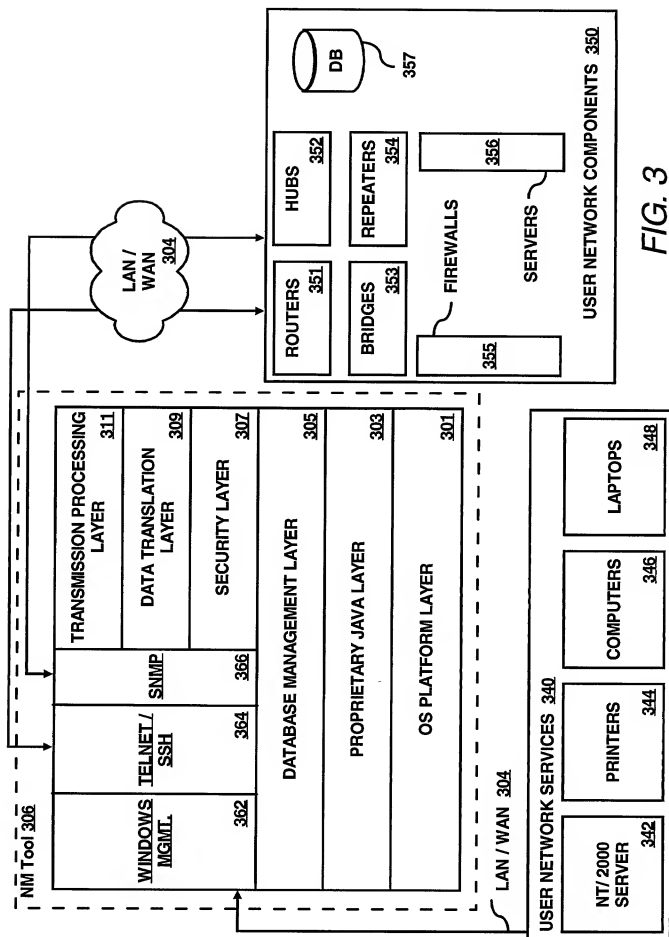 NM Tool 306
WINDOWS
MGMT.
362
TELNET /
SSH
364
SNMP
366
TRANSMISSION PROCESSING
LAYER
311
DATA TRANSLATION
LAYER
309
SECURITY LAYER
307
DATABASE MANAGEMENT LAYER
305
PROPRIETARY JAVA LAYER
303
OS PLATFORM LAYER
301
LAN /
WAN
304
ROUTERS
351
HUBS
352
DB
357
BRIDGES
353
REPEATERS
354
FIREWALLS
355
356
SERVERS
USER NETWORK COMPONENTS 350
LAN / WAN 304
USER NETWORK SERVICES 340
NT/ 2000
SERVER
342
PRINTERS
344
COMPUTERS
346
LAPTOPS
348
FIG. 3